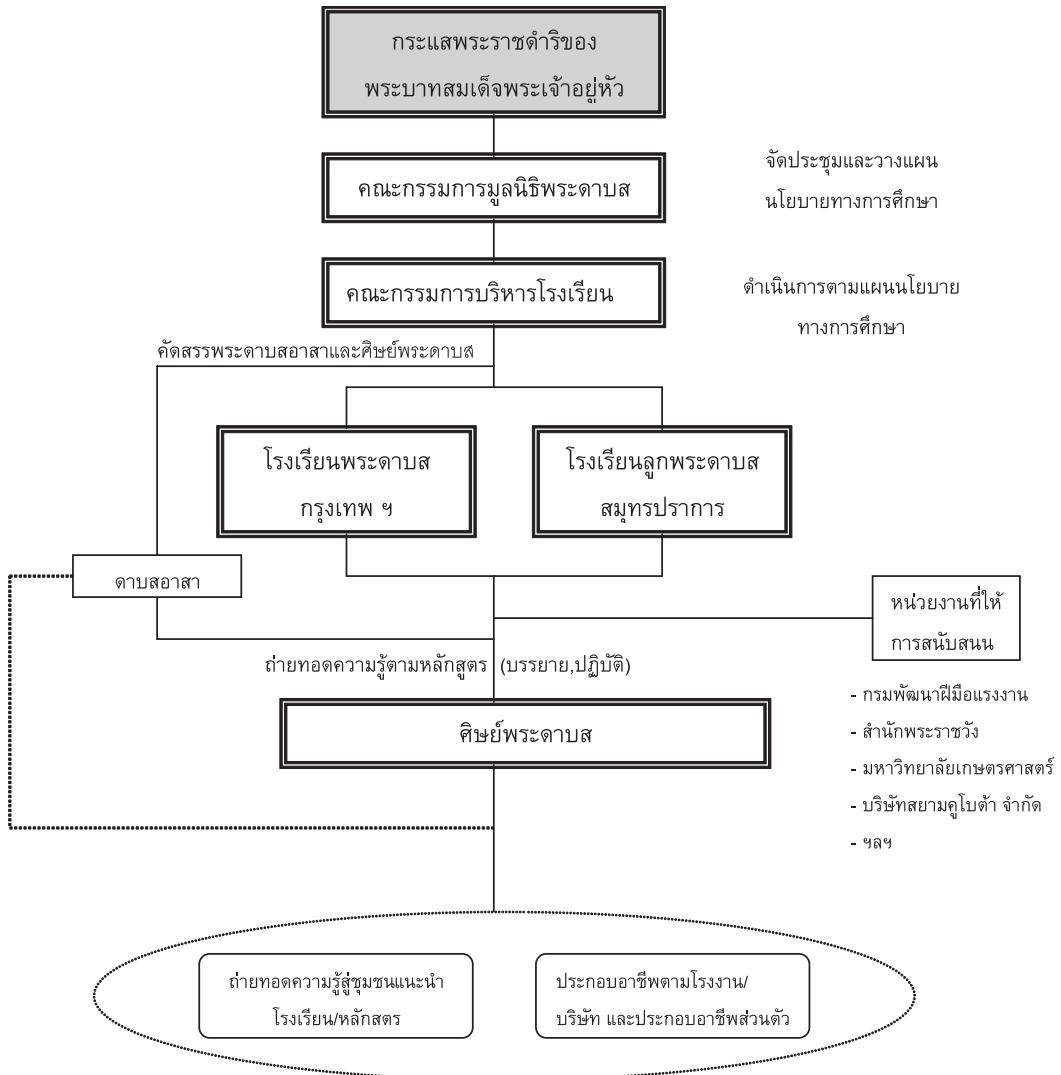 กระแสพระราชดำริของ
พระบาทสมเด็จพระเจ้าอยู่หัว
คณะกรรมการมูลนิธิพระดาบส
จัดประชุมและวางแผน
นโยบายทางการศึกษา
คณะกรรมการบริหารโรงเรียน
ดำเนินการตามแผนนโยบาย
ทางการศึกษา
คัดสรรพระดาบสอาสาและศิษย์พระดาบส
โรงเรียนพระดาบส
กรุงเทพ ฯ
โรงเรียนลูกพระดาบส
สมุทรปราการ
ดาบสอาสา
หน่วยงานที่ให้
การสนับสนน
ถ่ายทอดความรู้ตามหลักสูตร (บรรยาย,ปฏิบัติ)
ศิษย์พระดาบส
- กรมพัฒนาฝีมือแรงงาน
- สำนักพระราชวัง
- มหาวิทยาลัยเกษตรศาสตร์
- บริษัทสยามคูโบต้า จำกัด
- ฯลฯ
ถ่ายทอดความรู้สู่ชุมชนแนะนำ
โรงเรียน/หลักสตร
ประกอบอาชีพตามโรงงาน/
บริษัท และประกอบอาชีพส่วนตัว